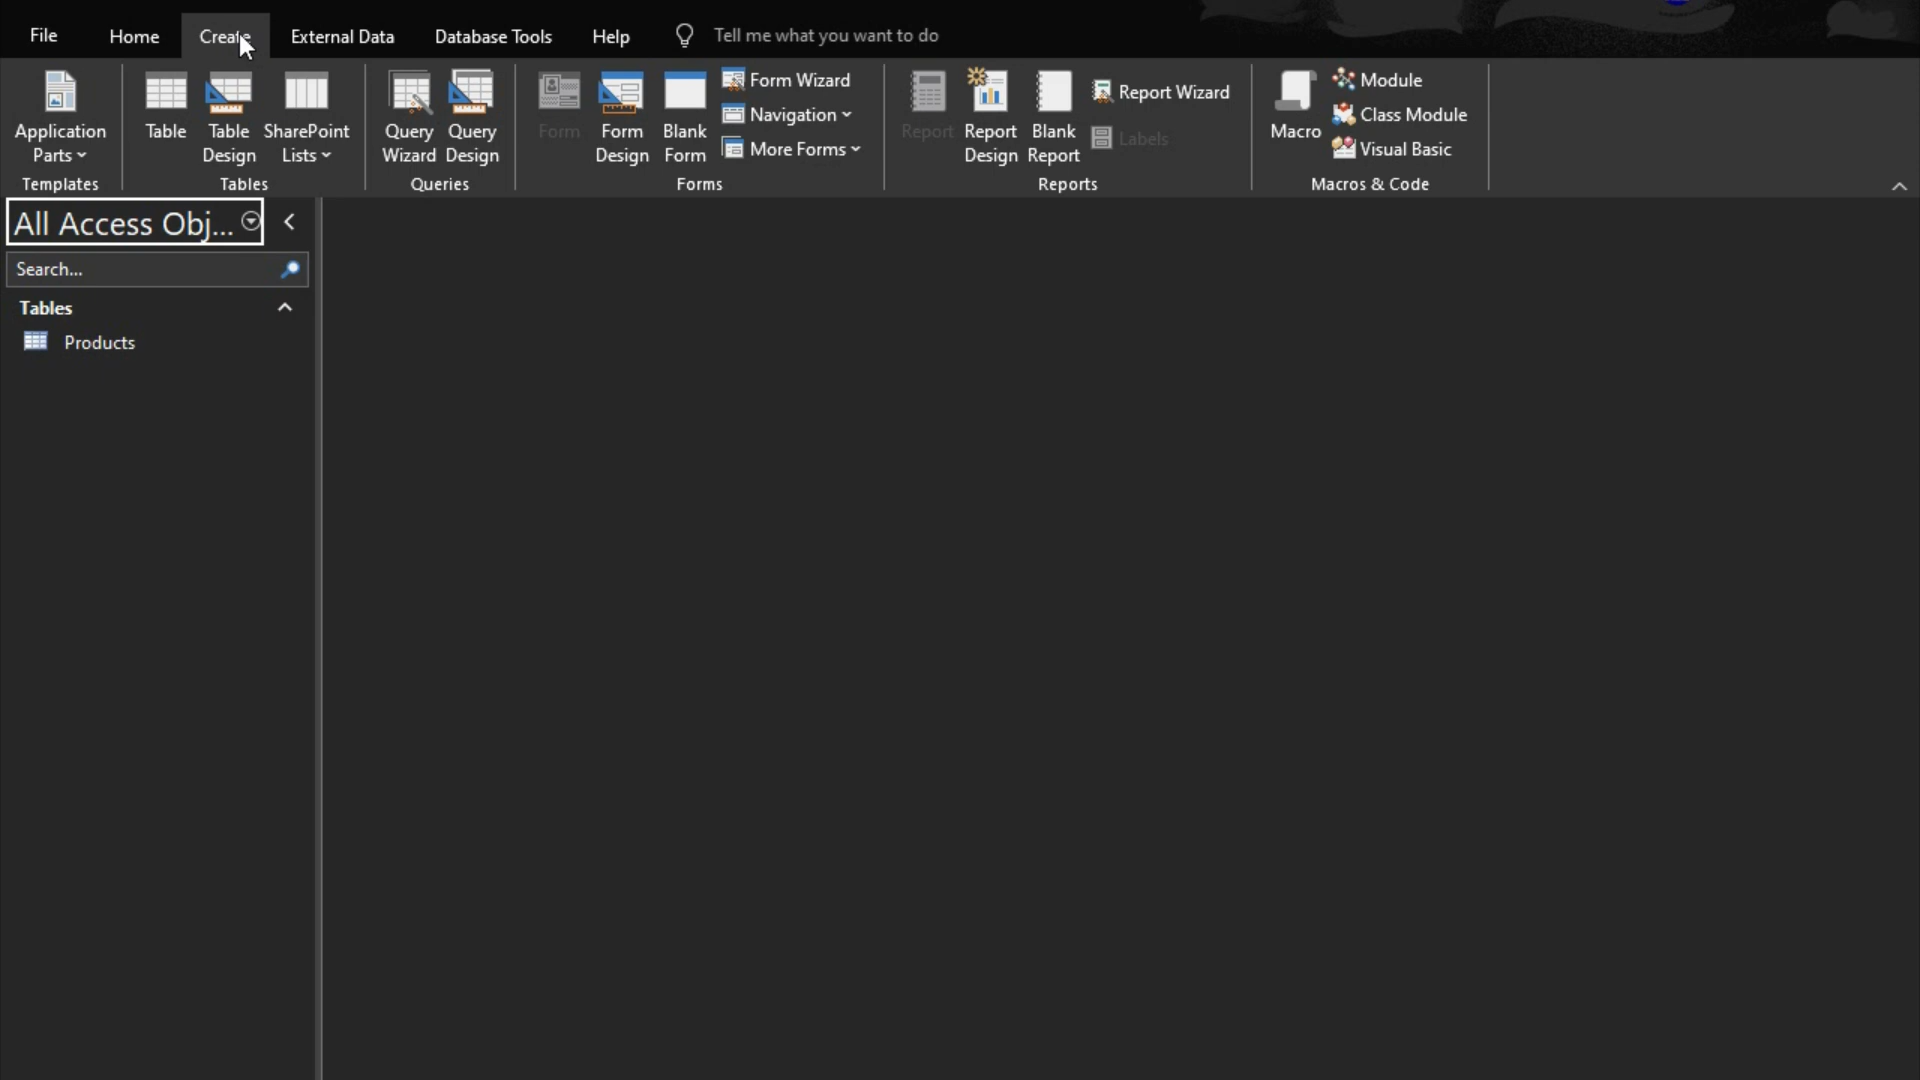 File Home Create External Data Database Tools Help Tell me what you want to do
Application Parts
Templates
Table
Table Design
SharePoint Lists
Tables
Query Wizard
Query Design
Queries
Form
Form Design
Blank Form
Form Wizard
Navigation
More Forms
Forms
Report
Report Design
Blank Report
Report Wizard
Labels
Reports
Macro
Module
Class Module
Visual Basic
Macros & Code
All Access Obj...
Search...
Tables
Products